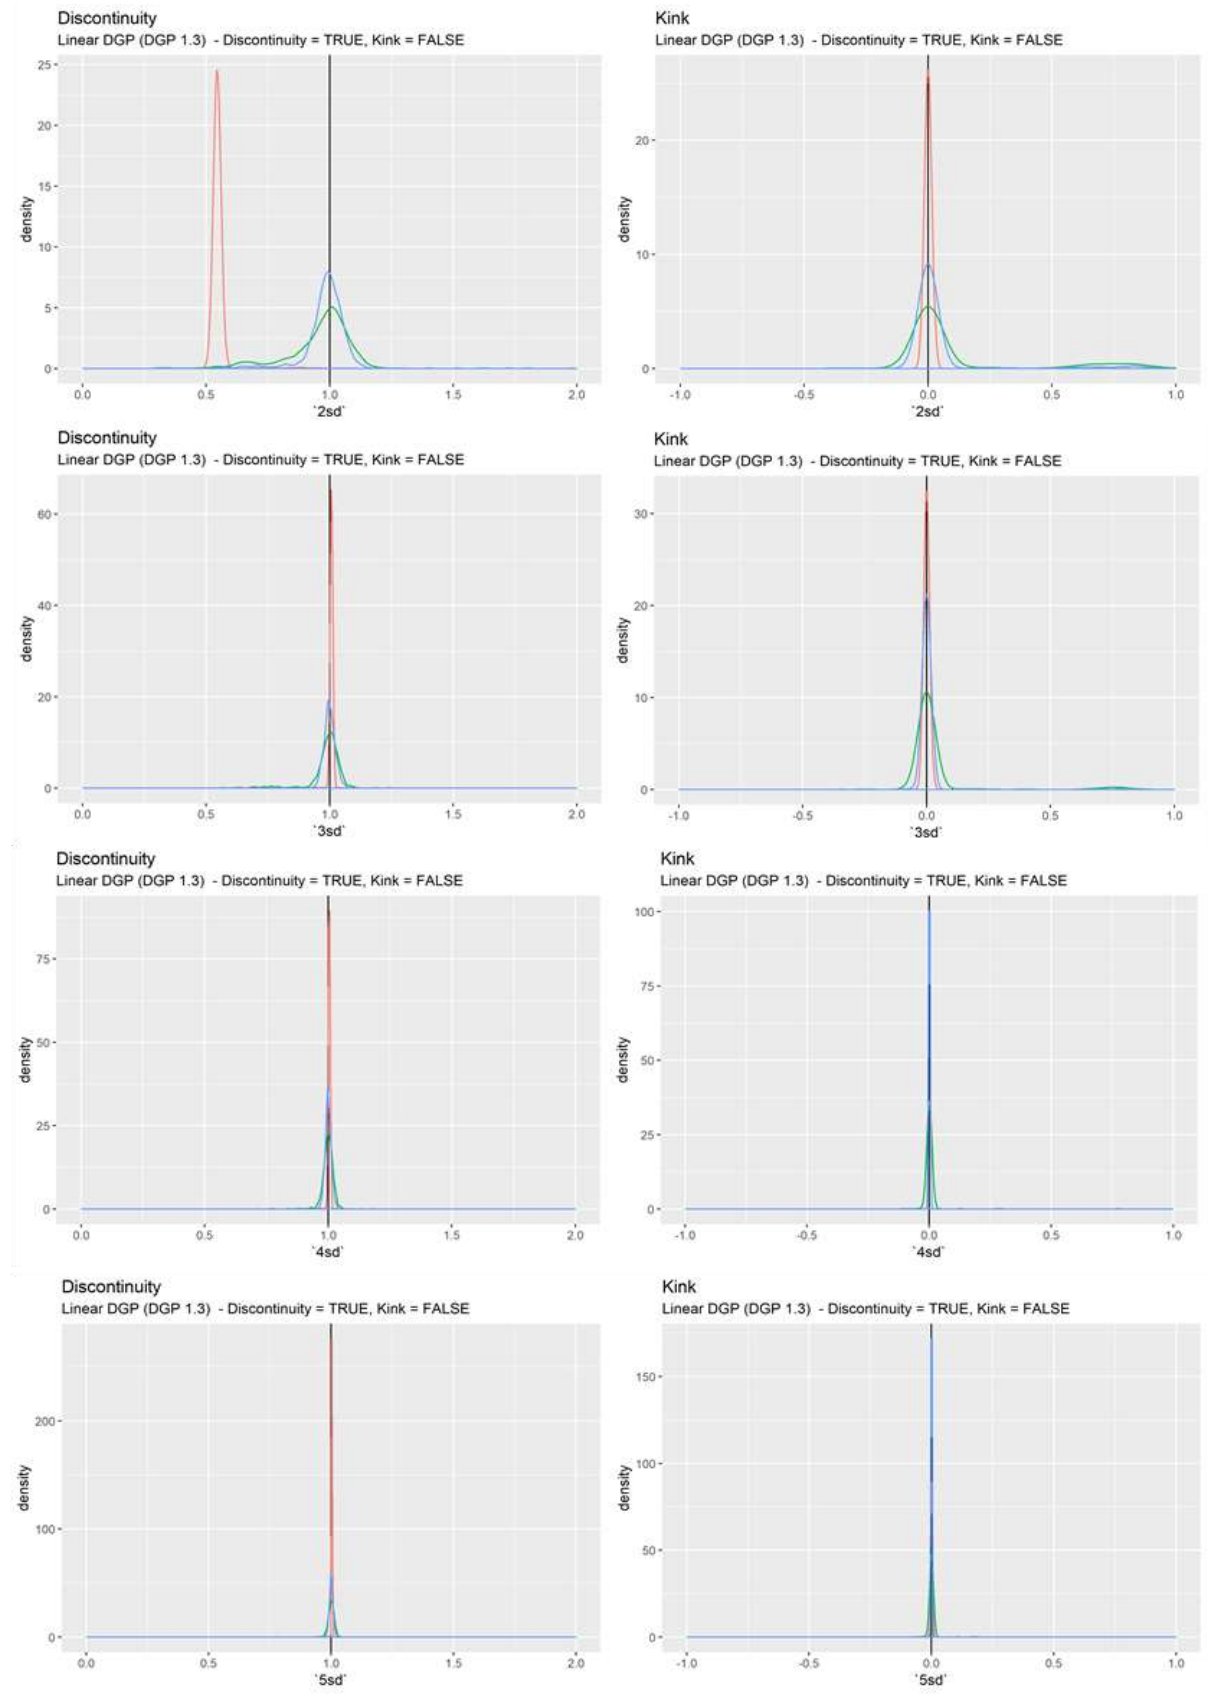 Discontinuity
Linear DGP (DGP 1.3)  - Discontinuity = TRUE, Kink = FALSE
25
20
15
10
5
0
density
0.0 0.5 1.0 1.5 2.0
`2sd`
Kink
Linear DGP (DGP 1.3)  - Discontinuity = TRUE, Kink = FALSE
20
10
0
density
-1.0 -0.5 0.0 0.5 1.0
`2sd`
Discontinuity
Linear DGP (DGP 1.3)  - Discontinuity = TRUE, Kink = FALSE
60
40
20
0
density
0.0 0.5 1.0 1.5 2.0
`3sd`
Kink
Linear DGP (DGP 1.3)  - Discontinuity = TRUE, Kink = FALSE
30
20
10
0
density
-1.0 -0.5 0.0 0.5 1.0
`3sd`
Discontinuity
Linear DGP (DGP 1.3)  - Discontinuity = TRUE, Kink = FALSE
75
50
25
0
density
0.0 0.5 1.0 1.5 2.0
`4sd`
Kink
Linear DGP (DGP 1.3)  - Discontinuity = TRUE, Kink = FALSE
100
75
50
25
0
density
-1.0 -0.5 0.0 0.5 1.0
`4sd`
Discontinuity
Linear DGP (DGP 1.3)  - Discontinuity = TRUE, Kink = FALSE
200
100
0
density
0.0 0.5 1.0 1.5 2.0
`5sd`
Kink
Linear DGP (DGP 1.3)  - Discontinuity = TRUE, Kink = FALSE
150
100
50
0
density
-1.0 -0.5 0.0 0.5 1.0
`5sd`